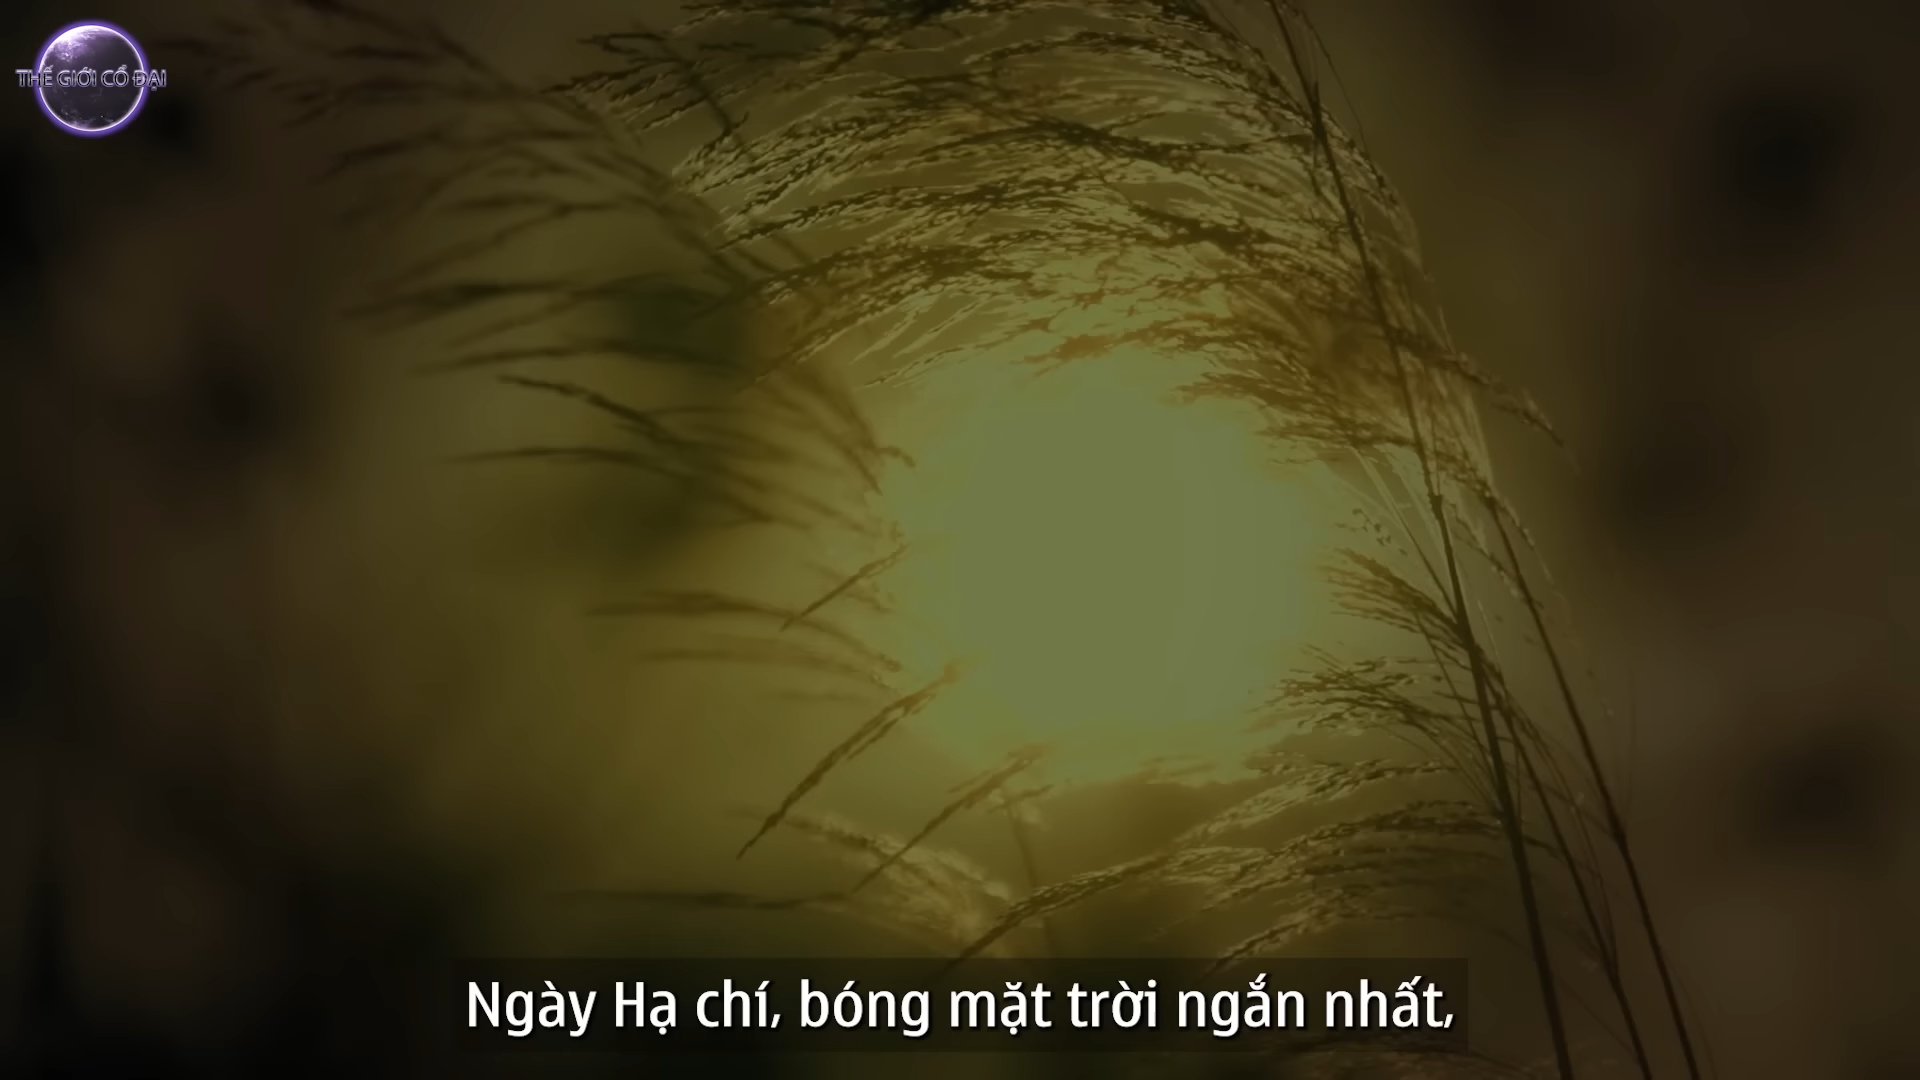 THẾ GIỚI CỔ ĐẠI
Ngày Hạ chí, bóng mặt trời ngắn nhất,